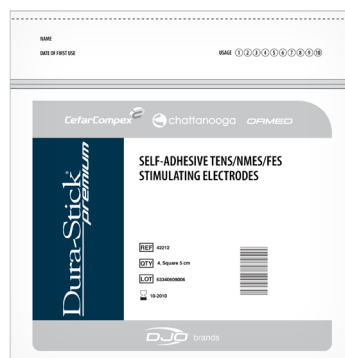 NAME
DATE OF FIRST USE
USAGE ① ② ③ ④ ⑤ ⑥ ⑦ ⑧ ⑨ ⑩
CefarCompex chattanooga ORMED
Dura-Stick premium
SELF-ADHESIVE TENS/NMES/FES
STIMULATING ELECTRODES
REF 42212
QTY 4, Square 5 cm
LOT 53340608006
10-2010
DJO brands